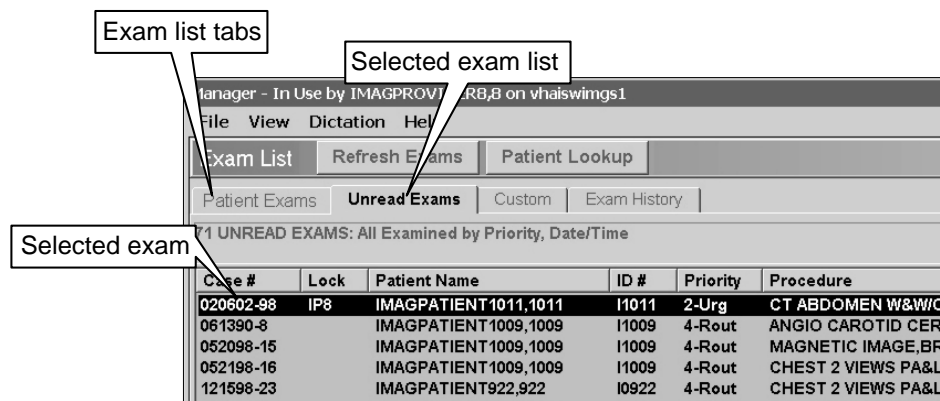 Exam list tabs
Selected exam list
Manager - In Use by IMAGPROVIDER8,8 on vhaiswimgs1
File View Dictation Help
Exam List Refresh Exams Patient Lookup
Patient Exams Unread Exams Custom Exam History
71 UNREAD EXAMS: All Examined by Priority, Date/Time
Selected exam
Case # Lock Patient Name ID # Priority Procedure
020602-98 IP8 IMAGPATIENT1011,1011 I1011 2-Urg CT ABDOMEN W&W/O
061390-8 IMAGPATIENT1009,1009 I1009 4-Rout ANGIO CAROTID CER
052098-15 IMAGPATIENT1009,1009 I1009 4-Rout MAGNETIC IMAGE,BR
052198-16 IMAGPATIENT1009,1009 I1009 4-Rout CHEST 2 VIEWS PA&L
121598-23 IMAGPATIENT922,922 I0922 4-Rout CHEST 2 VIEWS PA&L